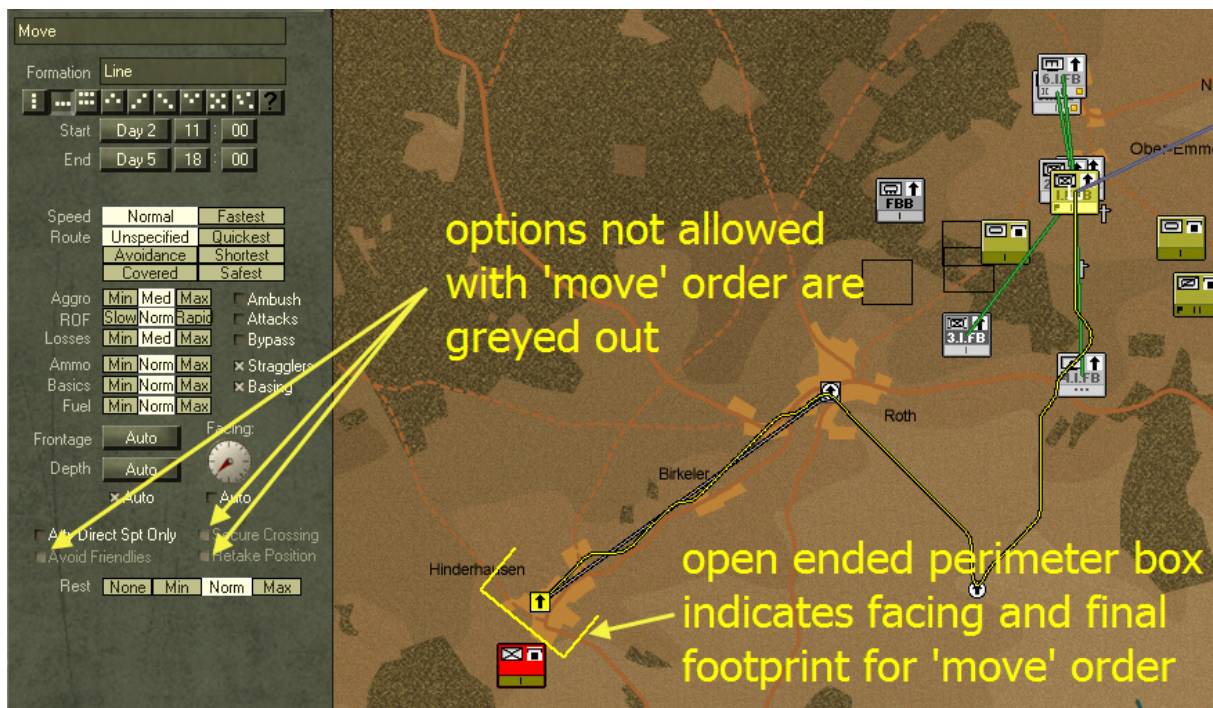 Move
Formation Line
?
Start Day 2 11 : 00
End Day 5 18 : 00
Speed Normal Fastest
Route Unspecified Quickest
Avoidance Shortest
Covered Safest
Aggro Min Med Max Ambush
ROF Slow Norm Rapid Attacks
Losses Min Med Max Bypass
Ammo Min Norm Max Stragglers
Basics Min Norm Max Basing
Fuel Min Norm Max
Frontage Auto Facing:
Depth Auto
Auto Auto
Direct Spt Only Secure Crossing
Avoid Friendlies Retake Position
Rest None Min Norm Max
options not allowed
with 'move' order are
greyed out
6.I.FB
Ober-Emme
I.FB
FBB
3.I.FB
4.I.FB
Roth
Birkeler
Hinderhausen
open ended perimeter box
indicates facing and final
footprint for 'move' order